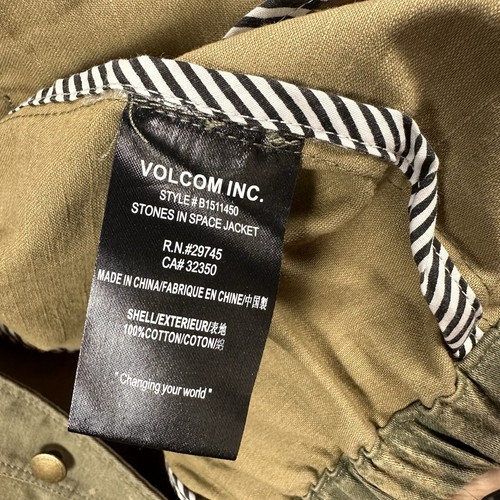 VOLCOM INC.
STYLE # B1511450
STONES IN SPACE JACKET
R.N.#29745
CA# 32350
MADE IN CHINA/FABRIQUE EN CHINE/中国製
SHELL/EXTERIEUR/表地
100%COTTON/COTON/綿
" Changing your world "